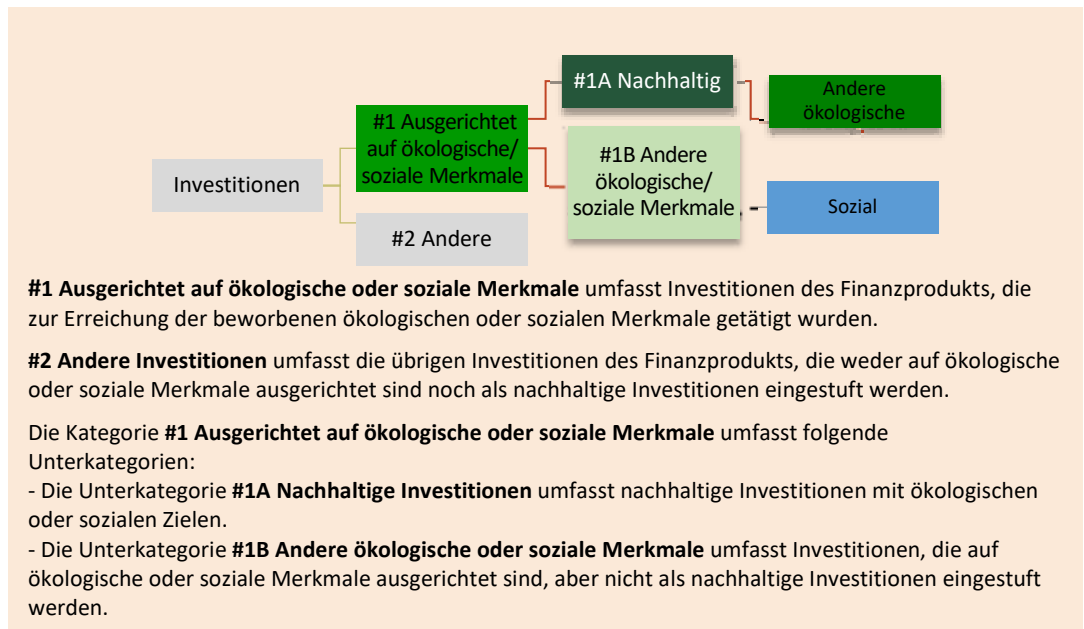 #1A Nachhaltig
Andere
ökologische
#1 Ausgerichtet
auf ökologische/
soziale Merkmale
#1B Andere
ökologische/
soziale Merkmale
Investitionen
Sozial
#2 Andere
#1 Ausgerichtet auf ökologische oder soziale Merkmale umfasst Investitionen des Finanzprodukts, die
zur Erreichung der beworbenen ökologischen oder sozialen Merkmale getätigt wurden.
#2 Andere Investitionen umfasst die übrigen Investitionen des Finanzprodukts, die weder auf ökologische
oder soziale Merkmale ausgerichtet sind noch als nachhaltige Investitionen eingestuft werden.
Die Kategorie #1 Ausgerichtet auf ökologische oder soziale Merkmale umfasst folgende
Unterkategorien:
- Die Unterkategorie #1A Nachhaltige Investitionen umfasst nachhaltige Investitionen mit ökologischen
oder sozialen Zielen.
- Die Unterkategorie #1B Andere ökologische oder soziale Merkmale umfasst Investitionen, die auf
ökologische oder soziale Merkmale ausgerichtet sind, aber nicht als nachhaltige Investitionen eingestuft
werden.